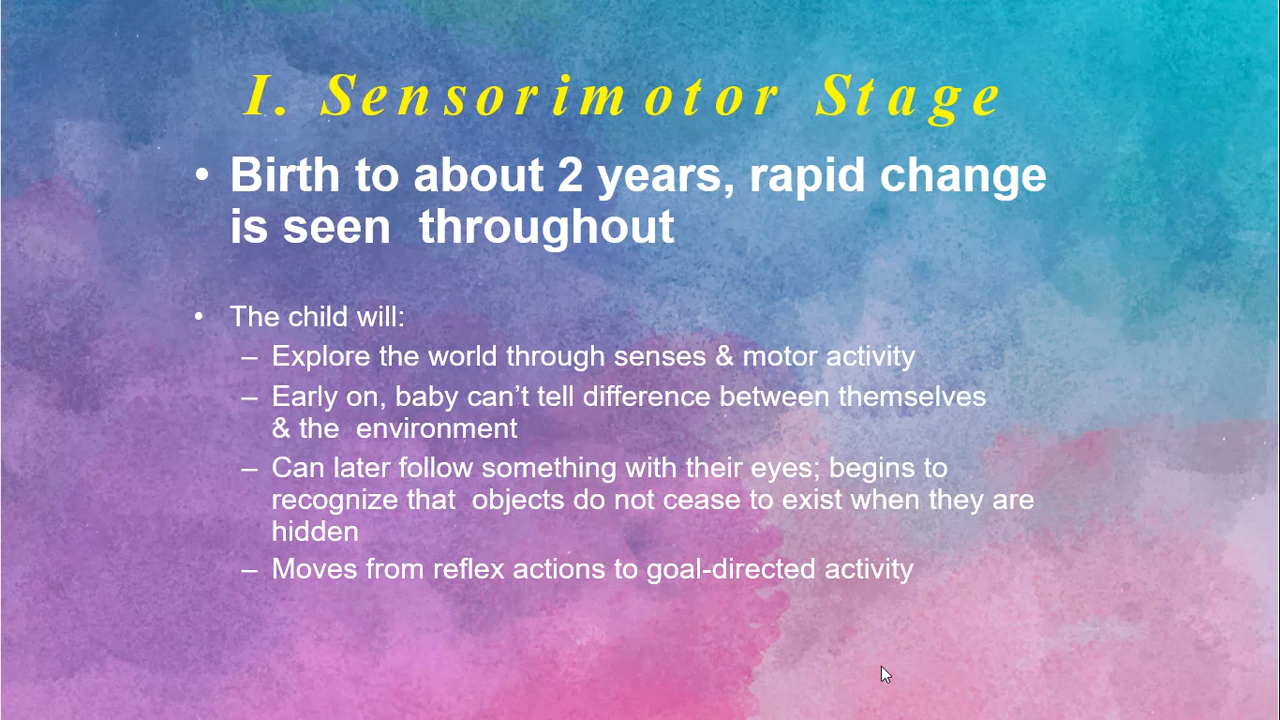 I. Sensorimotor Stage
• Birth to about 2 years, rapid change
is seen  throughout
• The child will:
– Explore the world through senses & motor activity
– Early on, baby can’t tell difference between themselves
& the  environment
– Can later follow something with their eyes; begins to
recognize that  objects do not cease to exist when they are
hidden
– Moves from reflex actions to goal-directed activity